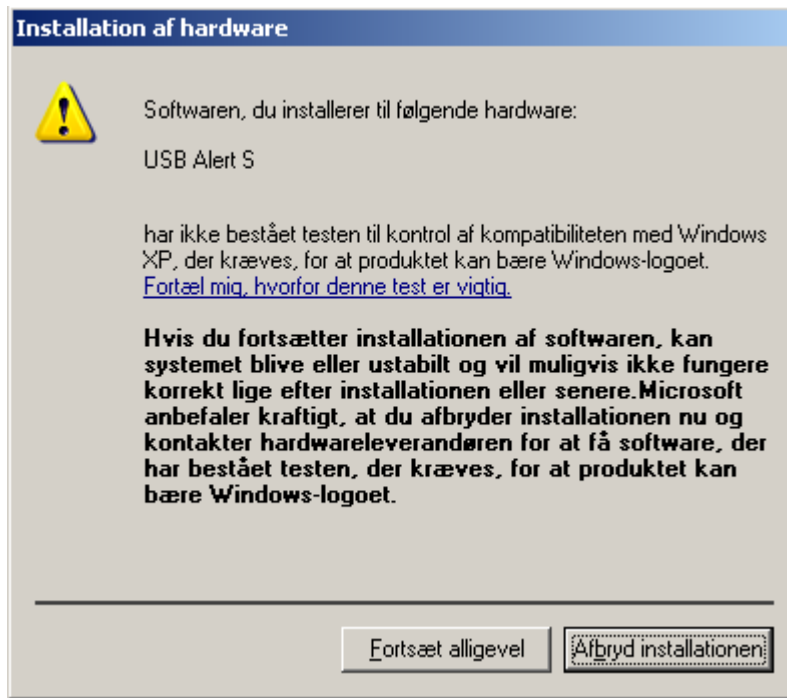 Installation af hardware
Softwaren, du installerer til følgende hardware:
USB Alert S
har ikke bestået testen til kontrol af kompatibiliteten med Windows
XP, der kræves, for at produktet kan bære Windows-logoet.
Fortæl mig, hvorfor denne test er vigtig.
Hvis du fortsætter installationen af softwaren, kan
systemet blive eller ustabilt og vil muligvis ikke fungere
korrekt lige efter installationen eller senere.Microsoft
anbefaler kraftigt, at du afbryder installationen nu og
kontakter hardwareleverandøren for at få software, der
har bestået testen, der kræves, for at produktet kan
bære Windows-logoet.
Fortsæt alligevel Afbryd installationen